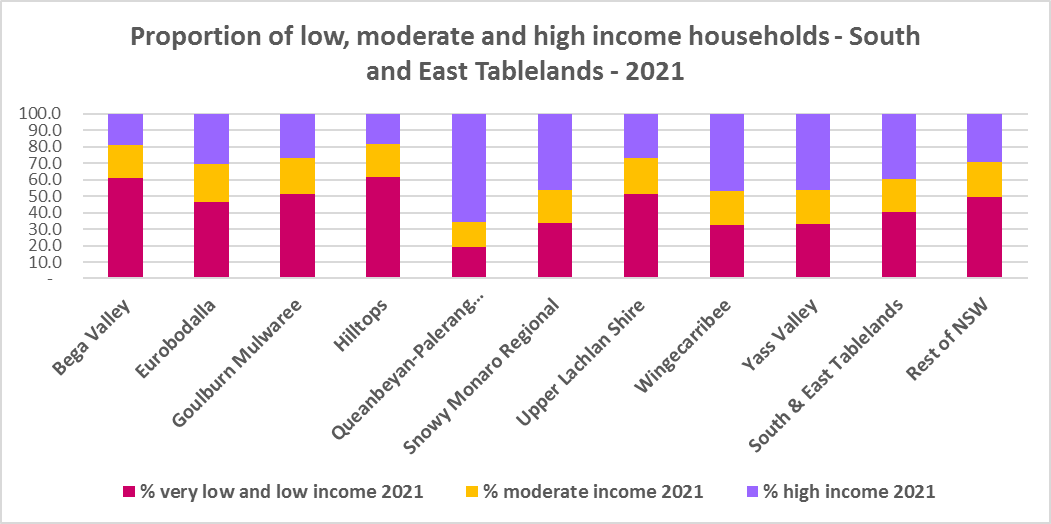 Proportion of low, moderate and high income households - South
and East Tablelands - 2021
100.0
90.0
80.0
70.0
60.0
50.0
40.0
30.0
20.0
10.0
-
Bega Valley
Eurobodalla
Goulburn Mulwaree
Hilltops
Queanbeyan-Palerang...
Snowy Monaro Regional
Upper Lachlan Shire
Wingecarribee
Yass Valley
South & East Tablelands
Rest of NSW
% very low and low income 2021
% moderate income 2021
% high income 2021